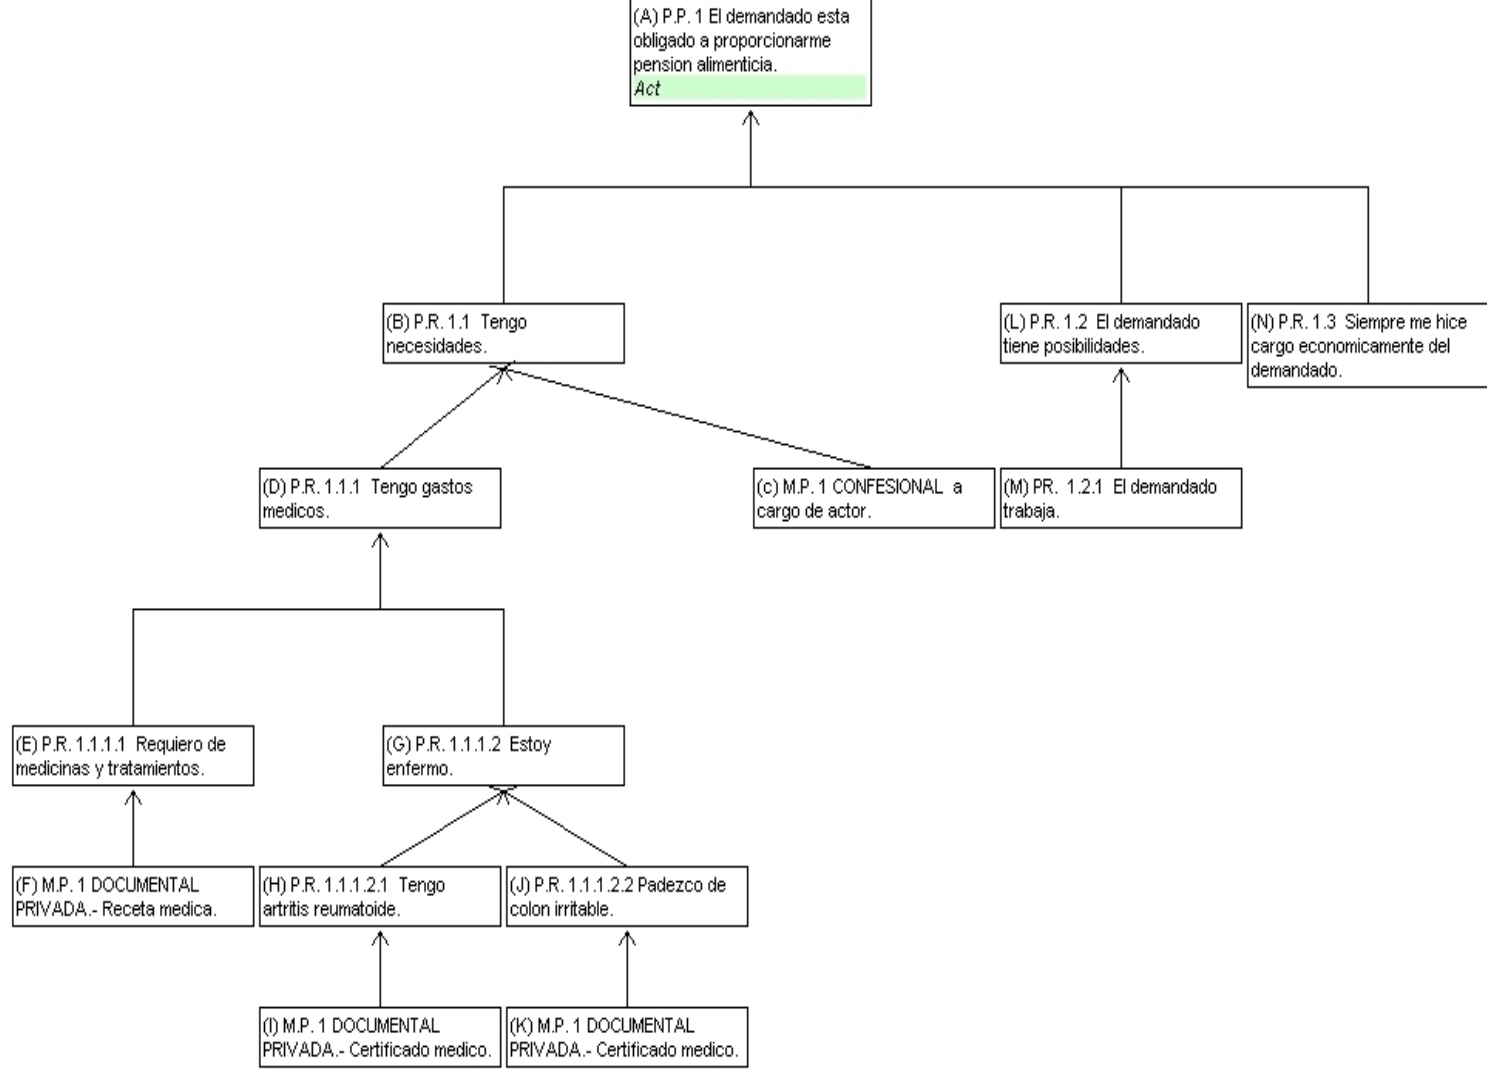 (A) P.P. 1 El demandado esta
obligado a proporcionarme
pension alimenticia.
Act
(B) P.R. 1.1 Tengo
necesidades.
(L) P.R. 1.2 El demandado
tiene posibilidades.
(N) P.R. 1.3 Siempre me hice
cargo economicamente del
demandado.
(D) P.R. 1.1.1 Tengo gastos
medicos.
(c) M.P. 1 CONFESIONAL a
cargo de actor.
(M) PR. 1.2.1 El demandado
trabaja.
(E) P.R. 1.1.1.1 Requiero de
medicinas y tratamientos.
(G) P.R. 1.1.1.2 Estoy
enfermo.
(F) M.P. 1 DOCUMENTAL
PRIVADA.- Receta medica.
(H) P.R. 1.1.1.2.1 Tengo
artritis reumatoide.
(J) P.R. 1.1.1.2.2 Padezco de
colon irritable.
(I) M.P. 1 DOCUMENTAL
PRIVADA.- Certificado medico.
(K) M.P. 1 DOCUMENTAL
PRIVADA.- Certificado medico.